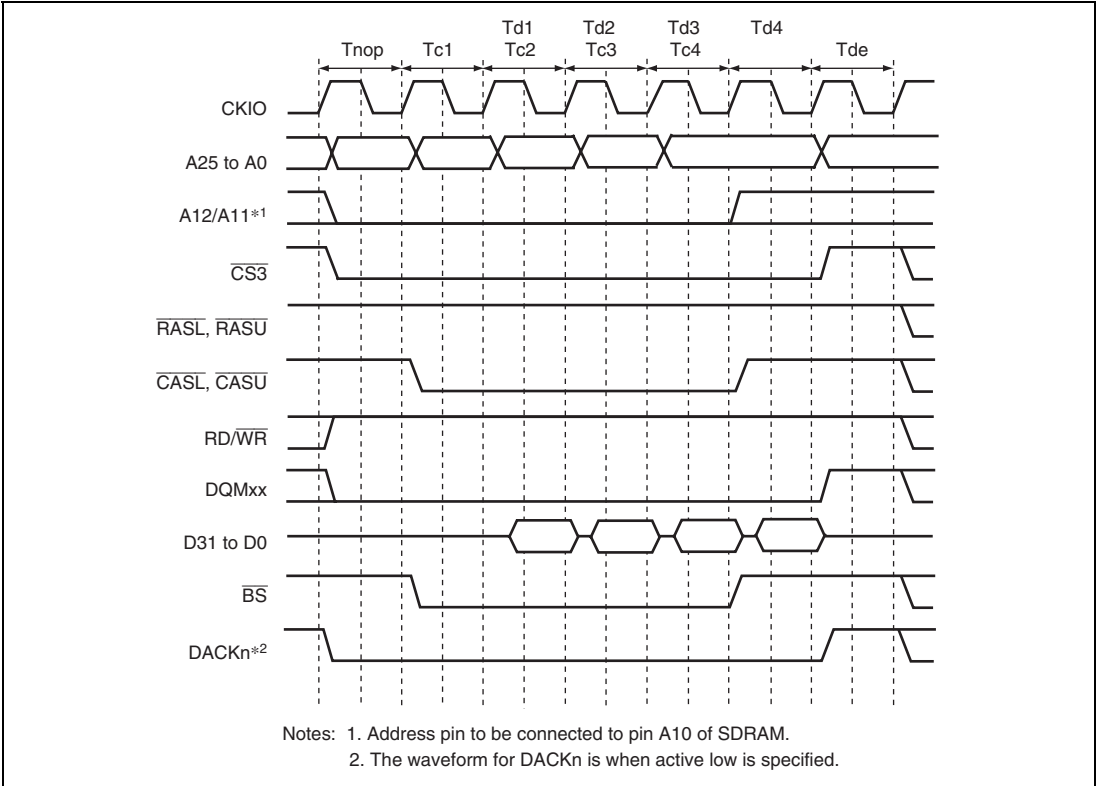 Td1 Td2 Td3 Td4
Tnop Tc1 Tc2 Tc3 Tc4 Tde
CKIO
A25 to A0
A12/A11*1
CS3
RASL, RASU
CASL, CASU
RD/WR
DQMxx
D31 to D0
BS
DACKn*2
Notes: 1. Address pin to be connected to pin A10 of SDRAM.
2. The waveform for DACKn is when active low is specified.